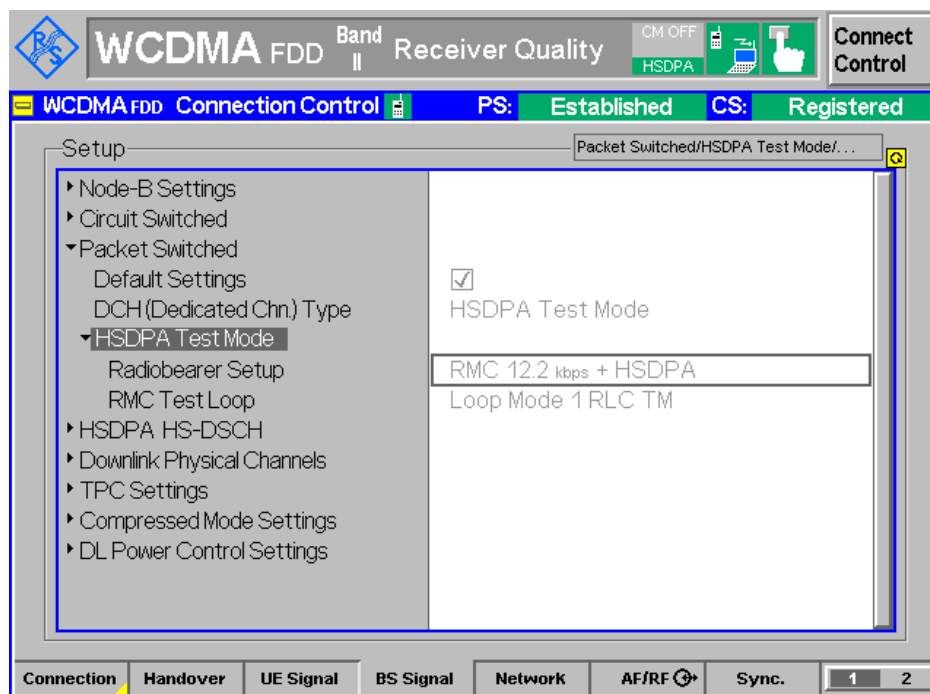 R S WCDMA FDD Band II Receiver Quality CM OFF HSDPA Connect Control
WCDMA FDD Connection Control PS: Established CS: Registered
Setup Packet Switched/HSDPA Test Mode/...
Node-B Settings
Circuit Switched
Packet Switched
Default Settings
DCH (Dedicated Chn.) Type HSDPA Test Mode
HSDPA Test Mode
Radiobearer Setup RMC 12.2 kbps + HSDPA
RMC Test Loop Loop Mode 1 RLC TM
HSDPA HS-DSCH
Downlink Physical Channels
TPC Settings
Compressed Mode Settings
DL Power Control Settings
Connection Handover UE Signal BS Signal Network AF/RF Sync. 1 2